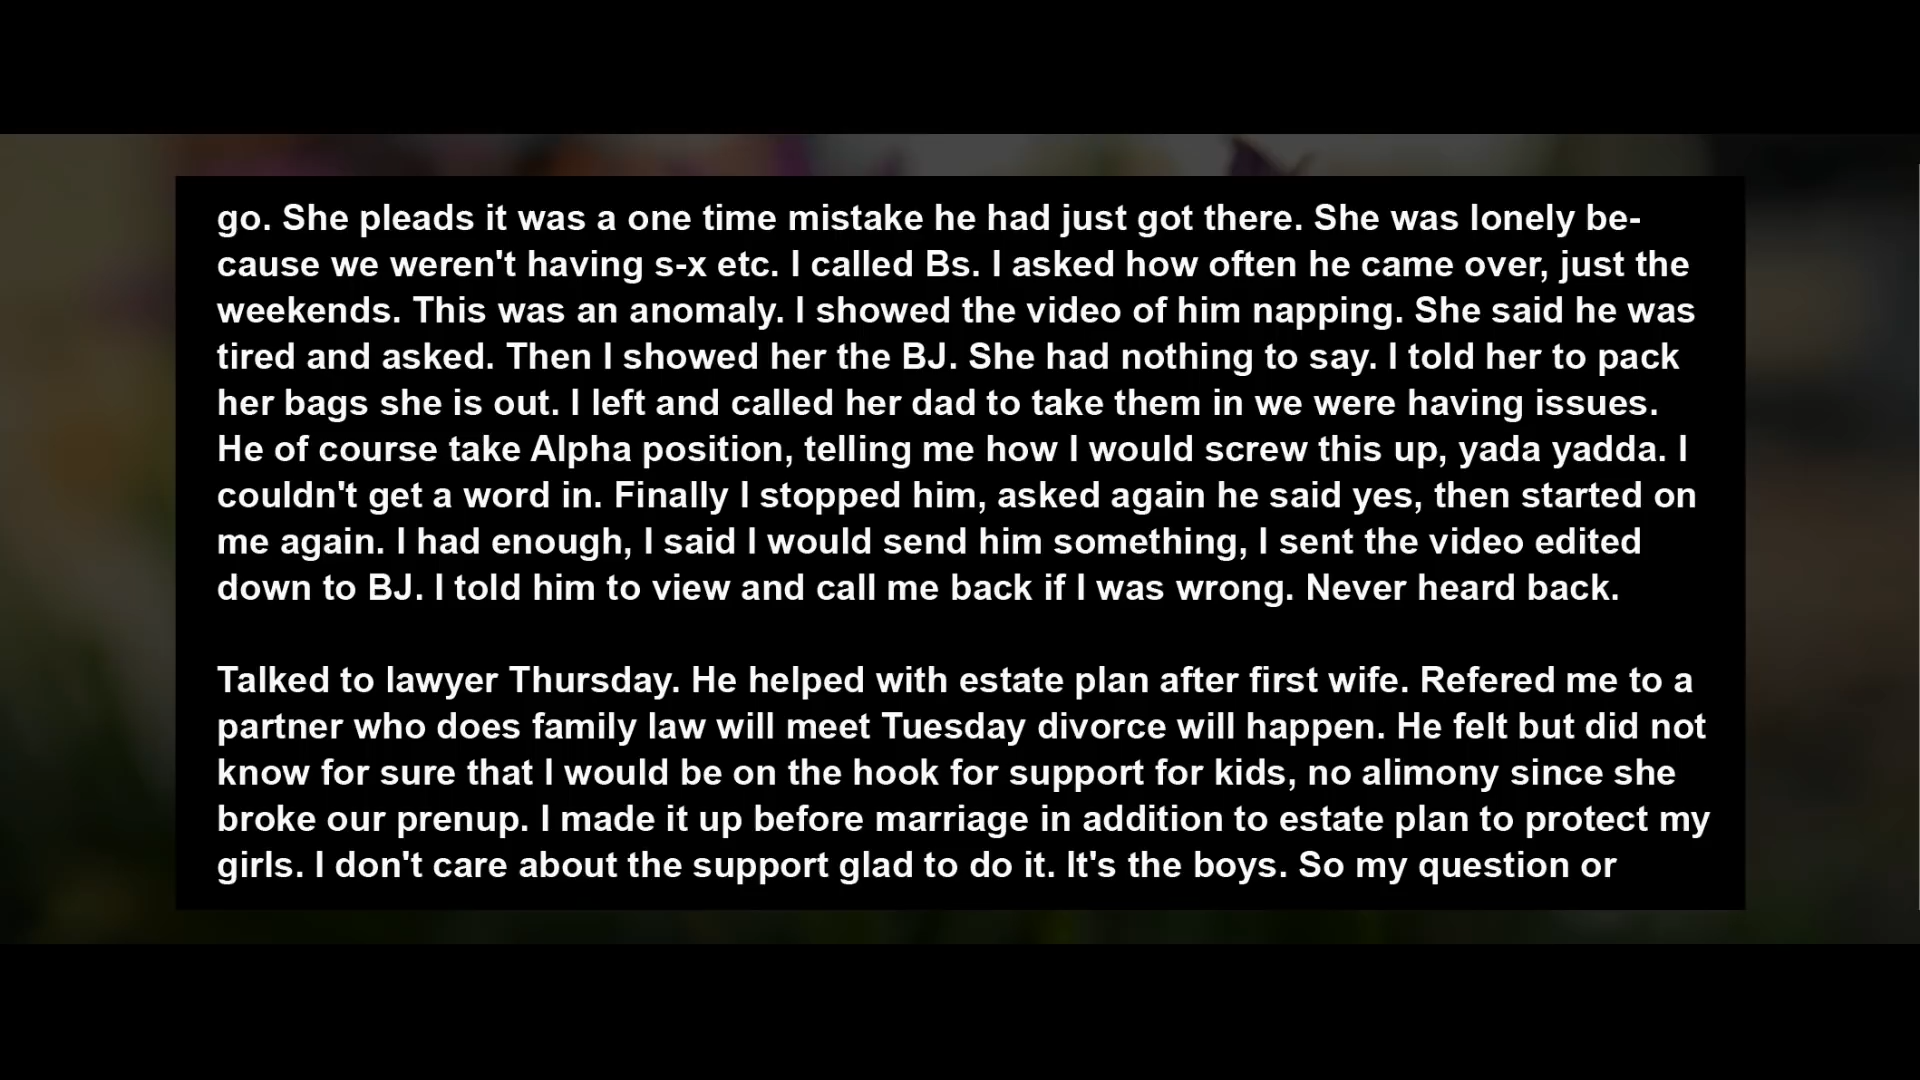 go. She pleads it was a one time mistake he had just got there. She was lonely be-
cause we weren't having s-x etc. I called Bs. I asked how often he came over, just the
weekends. This was an anomaly. I showed the video of him napping. She said he was
tired and asked. Then I showed her the BJ. She had nothing to say. I told her to pack
her bags she is out. I left and called her dad to take them in we were having issues.
He of course take Alpha position, telling me how I would screw this up, yada yadda. I
couldn't get a word in. Finally I stopped him, asked again he said yes, then started on
me again. I had enough, I said I would send him something, I sent the video edited
down to BJ. I told him to view and call me back if I was wrong. Never heard back.
Talked to lawyer Thursday. He helped with estate plan after first wife. Refered me to a
partner who does family law will meet Tuesday divorce will happen. He felt but did not
know for sure that I would be on the hook for support for kids, no alimony since she
broke our prenup. I made it up before marriage in addition to estate plan to protect my
girls. I don't care about the support glad to do it. It's the boys. So my question or